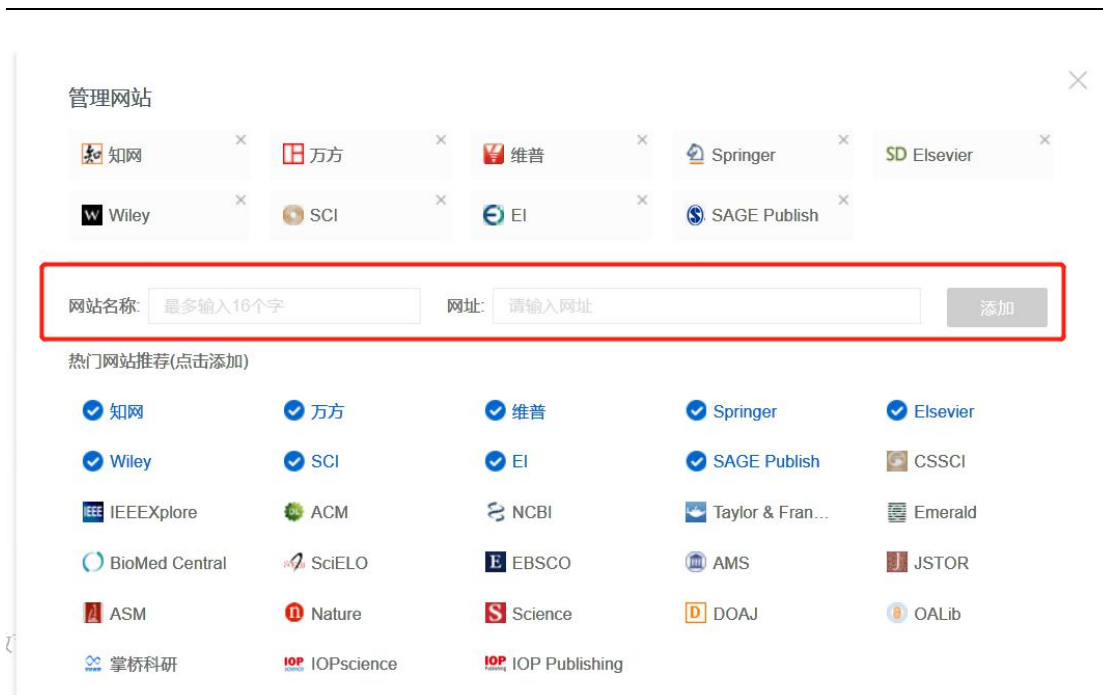 管理网站
知网 万方 维普 Springer SD Elsevier
W Wiley SCI EI SAGE Publish
网站名称: 最多输入16个字 网址: 请输入网址 添加
热门网站推荐(点击添加)
知网 万方 维普 Springer Elsevier
Wiley SCI EI SAGE Publish CSSCI
IEEE IEEEXplore ACM NCBI Taylor & Fran... Emerald
BioMed Central SciELO E EBSCO AMS J JSTOR
ASM n Nature S Science D DOAJ OALib
掌桥科研 IOP IOPscience IOP IOP Publishing